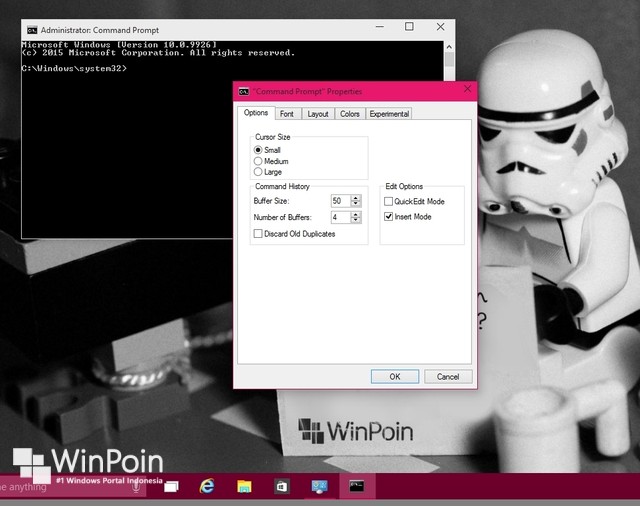 Administrator: Command Prompt
Microsoft Windows [Version 10.0.9926]
(c) 2015 Microsoft Corporation. All rights reserved.
C:\Windows\system32>
"Command Prompt" Properties
Options Font Layout Colors Experimental
Cursor Size
Small
Medium
Large
Command History
Buffer Size: 50
Number of Buffers: 4
Discard Old Duplicates
Edit Options
QuickEdit Mode
Insert Mode
?
OK Cancel
WinPoin
WinPoin
#1 Windows Portal Indonesia
me anything